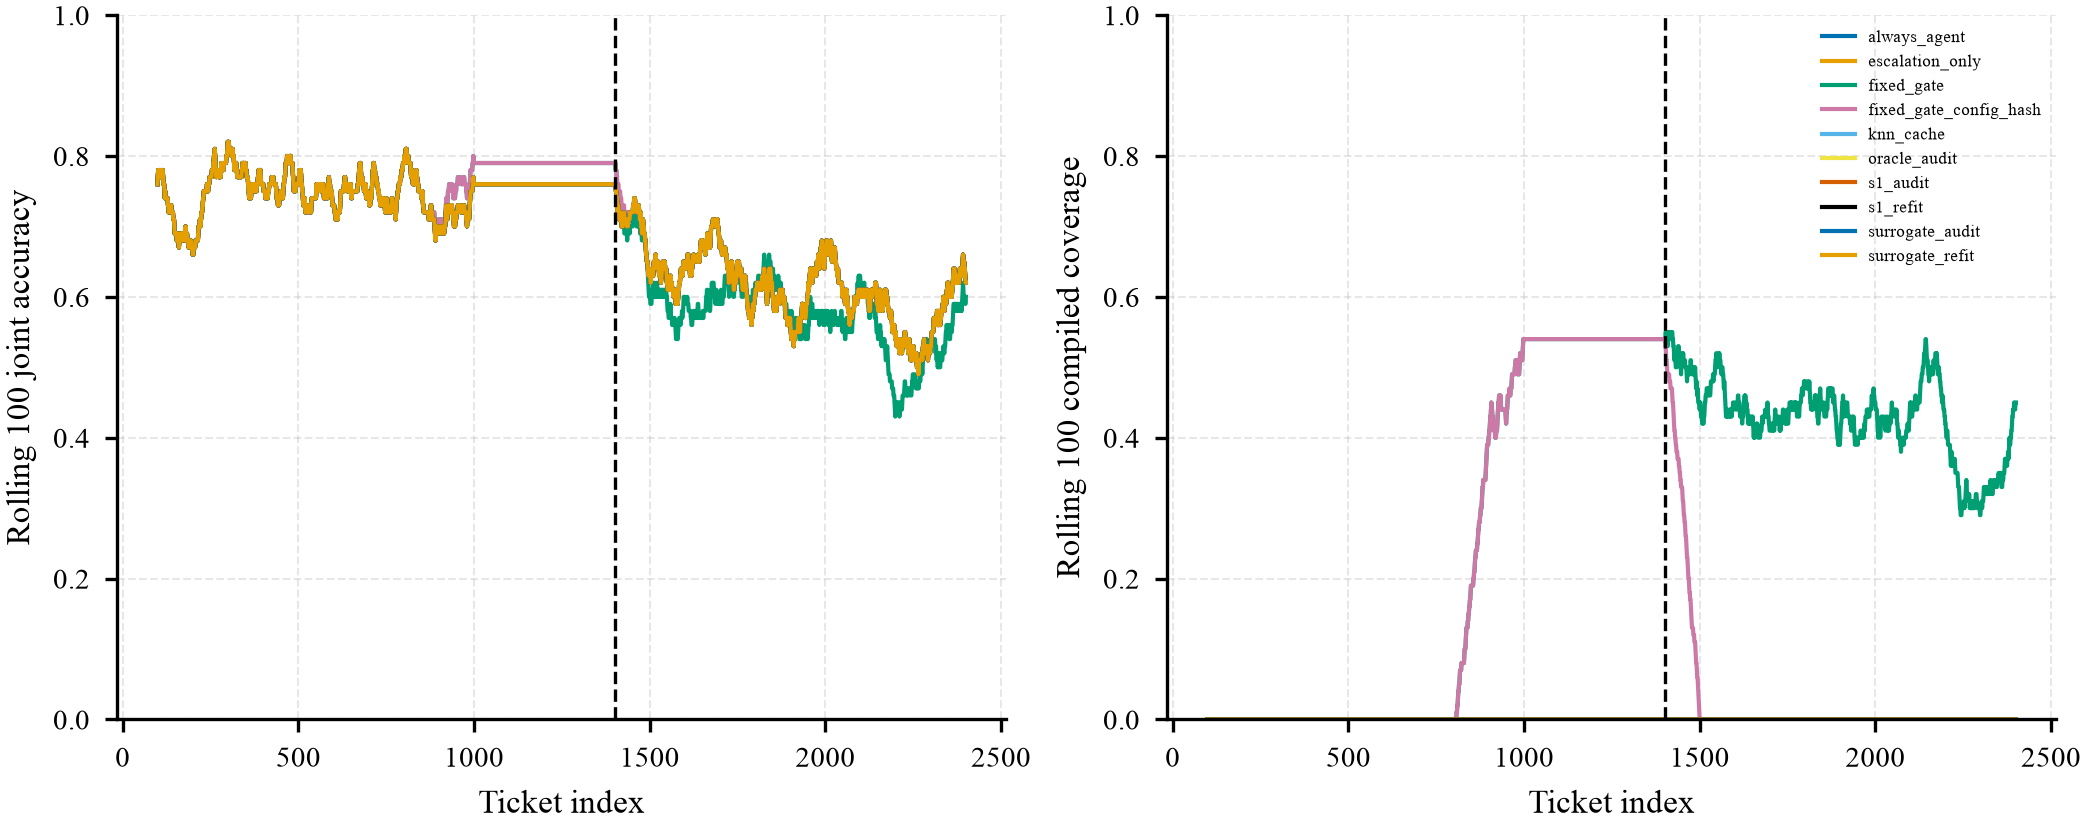 Rolling 100 joint accuracy
1.0
0.8
0.6
0.4
0.2
0.0
0
500
1000
1500
2000
2500
Ticket index
Rolling 100 compiled coverage
1.0
0.8
0.6
0.4
0.2
0.0
0
500
1000
1500
2000
2500
Ticket index
always_agent
escalation_only
fixed_gate
fixed_gate_config_hash
knn_cache
oracle_audit
s1_audit
s1_refit
surrogate_audit
surrogate_refit